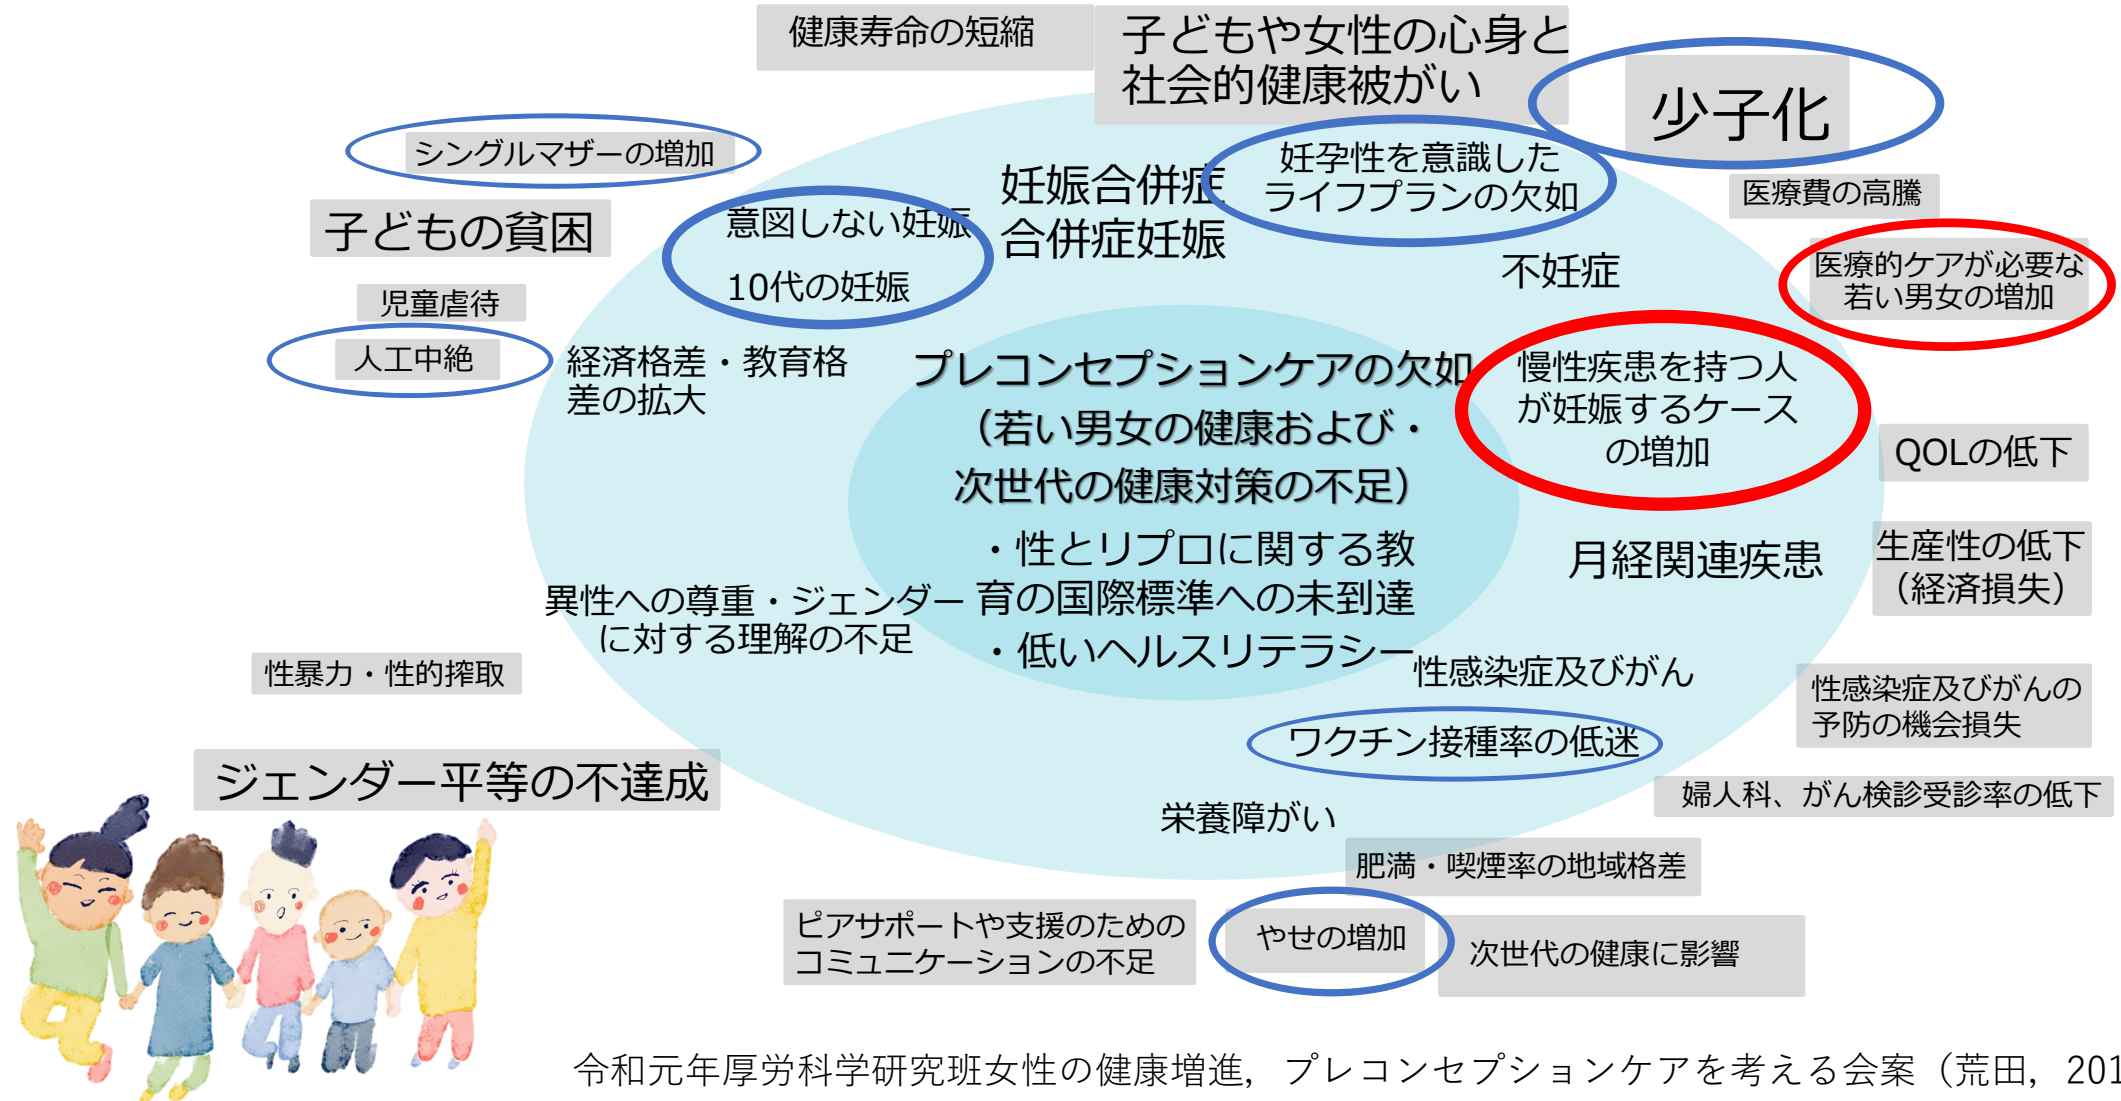 健康寿命の短縮
子どもや女性の心身と
社会的健康被がい
少子化
シングルマザーの増加
妊娠合併症
合併症妊娠
妊孕性を意識した
ライフプランの欠如
医療費の高騰
子どもの貧困
意図しない妊娠
10代の妊娠
不妊症
医療的ケアが必要な
若い男女の増加
児童虐待
人工中絶
経済格差・教育格
差の拡大
プレコンセプションケアの欠如
（若い男女の健康および・
次世代の健康対策の不足）
・性とリプロに関する教
育の国際標準への未到達
・低いヘルスリテラシー
慢性疾患を持つ人
が妊娠するケース
の増加
QOLの低下
月経関連疾患
生産性の低下
（経済損失）
異性への尊重・ジェンダー
に対する理解の不足
性暴力・性的搾取
性感染症及びがん
性感染症及びがんの
予防の機会損失
ワクチン接種率の低迷
ジェンダー平等の不達成
婦人科、がん検診受診率の低下
栄養障がい
肥満・喫煙率の地域格差
ピアサポートや支援のための
コミュニケーションの不足
やせの増加
次世代の健康に影響
令和元年厚労科学研究班女性の健康増進，プレコンセプションケアを考える会案（荒田，201